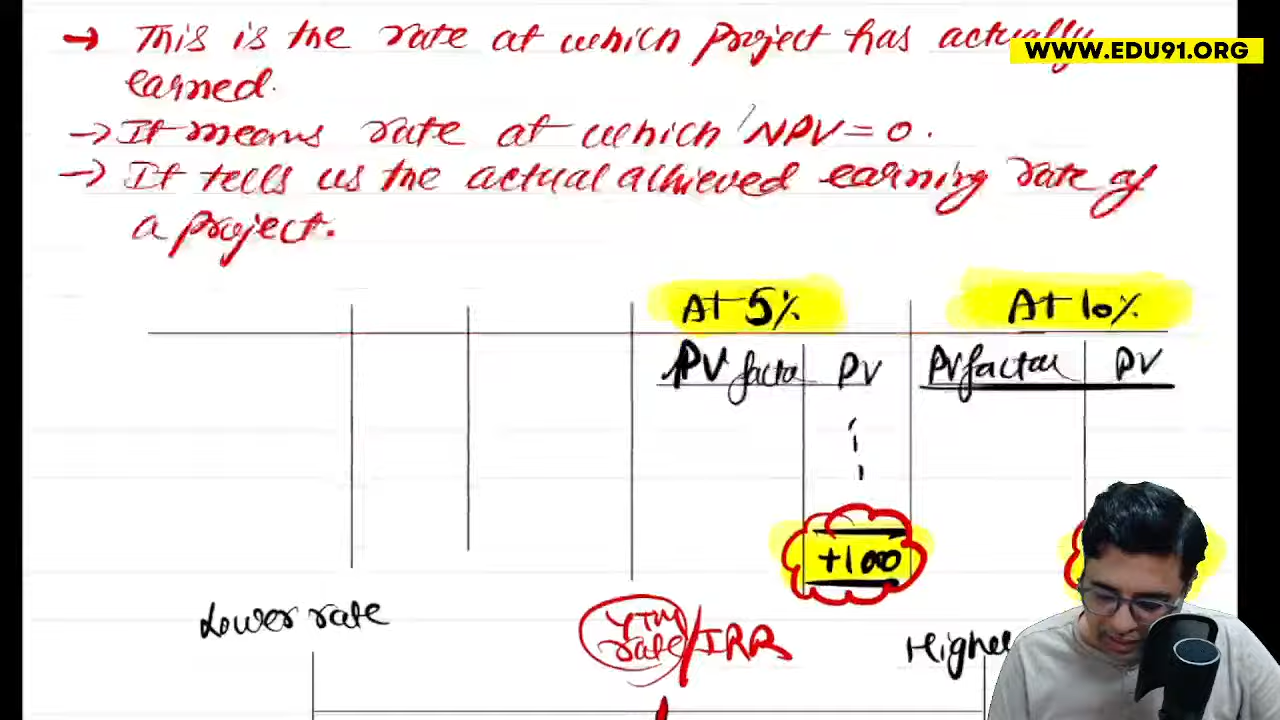 → This is the rate at which project has actually
WWW.EDU91.ORG
earned.
→ It means rate at which NPV = 0.
→ It tells us the actual achieved earning rate of
a project.
At 5% At 10%
PV facto PV PV factor PV
+100
Lower rate YTM rate/IRR Highe